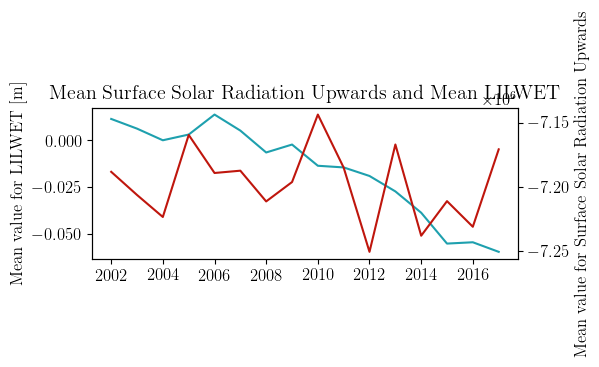 Mean Surface Solar Radiation Upwards and Mean LILWET
×10⁶
Mean value for LILWET [m]
0.000
−0.025
−0.050
−7.15
−7.20
−7.25
Mean value for Surface Solar Radiation Upwards
2002 2004 2006 2008 2010 2012 2014 2016